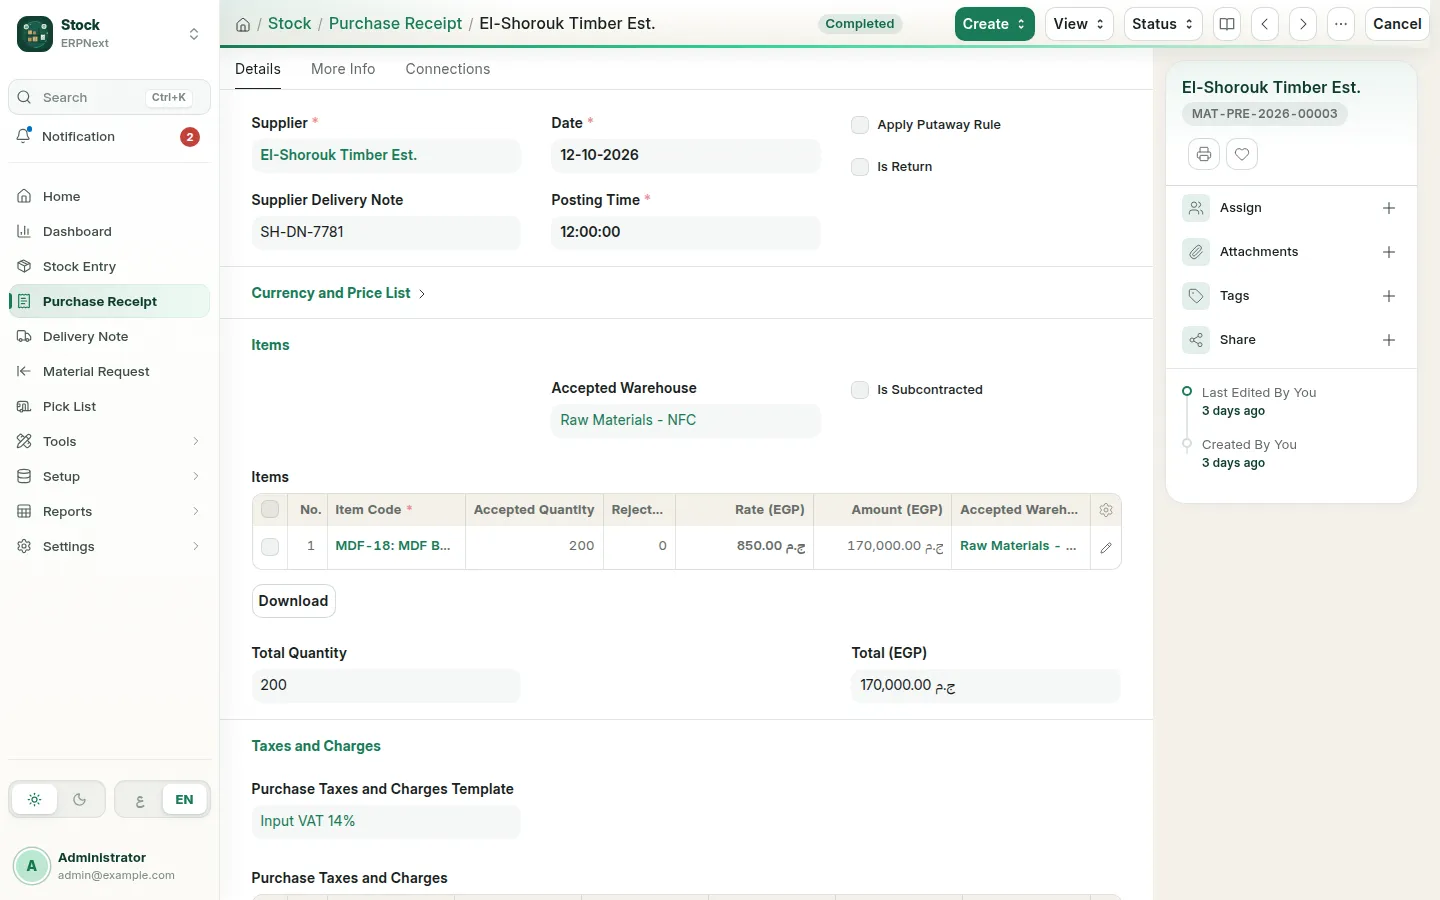 Stock
ERPNext
Search
Ctrl+K
Notification
2
Home
Dashboard
Stock Entry
Purchase Receipt
Delivery Note
Material Request
Pick List
Tools
Setup
Reports
Settings
ع
EN
A
Administrator
admin@example.com
/ Stock / Purchase Receipt / El-Shorouk Timber Est.
Completed
Create
View
Status
Cancel
Details
More Info
Connections
Supplier *
El-Shorouk Timber Est.
Date *
12-10-2026
Apply Putaway Rule
Is Return
Supplier Delivery Note
SH-DN-7781
Posting Time *
12:00:00
Currency and Price List
Items
Accepted Warehouse
Raw Materials - NFC
Is Subcontracted
Items
No. Item Code * Accepted Quantity Reject... Rate (EGP) Amount (EGP) Accepted Wareh...
1 MDF-18: MDF B... 200 0 850.00 ج.م 170,000.00 ج.م Raw Materials - ...
Download
Total Quantity
200
Total (EGP)
170,000.00 ج.م
Taxes and Charges
Purchase Taxes and Charges Template
Input VAT 14%
Purchase Taxes and Charges
El-Shorouk Timber Est.
MAT-PRE-2026-00003
Assign
Attachments
Tags
Share
Last Edited By You
3 days ago
Created By You
3 days ago